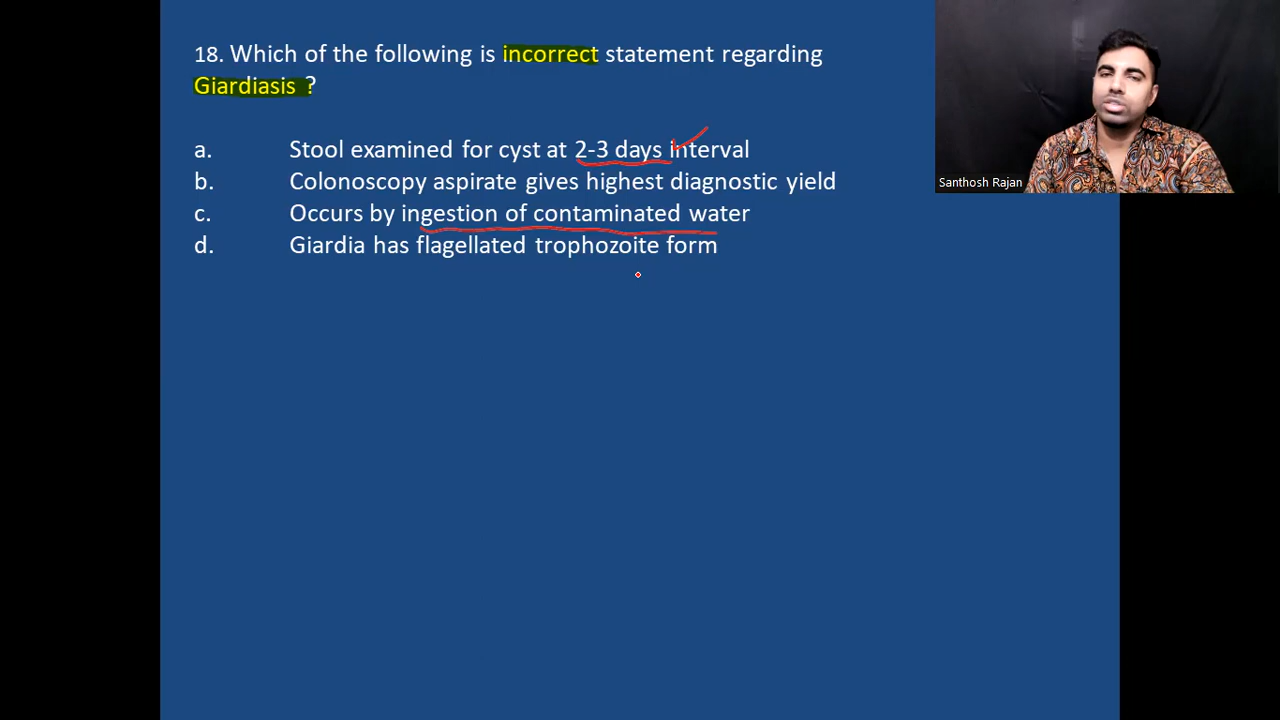 18. Which of the following is incorrect statement regarding
Giardiasis ?
a. Stool examined for cyst at 2-3 days interval
b. Colonoscopy aspirate gives highest diagnostic yield
c. Occurs by ingestion of contaminated water
d. Giardia has flagellated trophozoite form
Santhosh Rajan